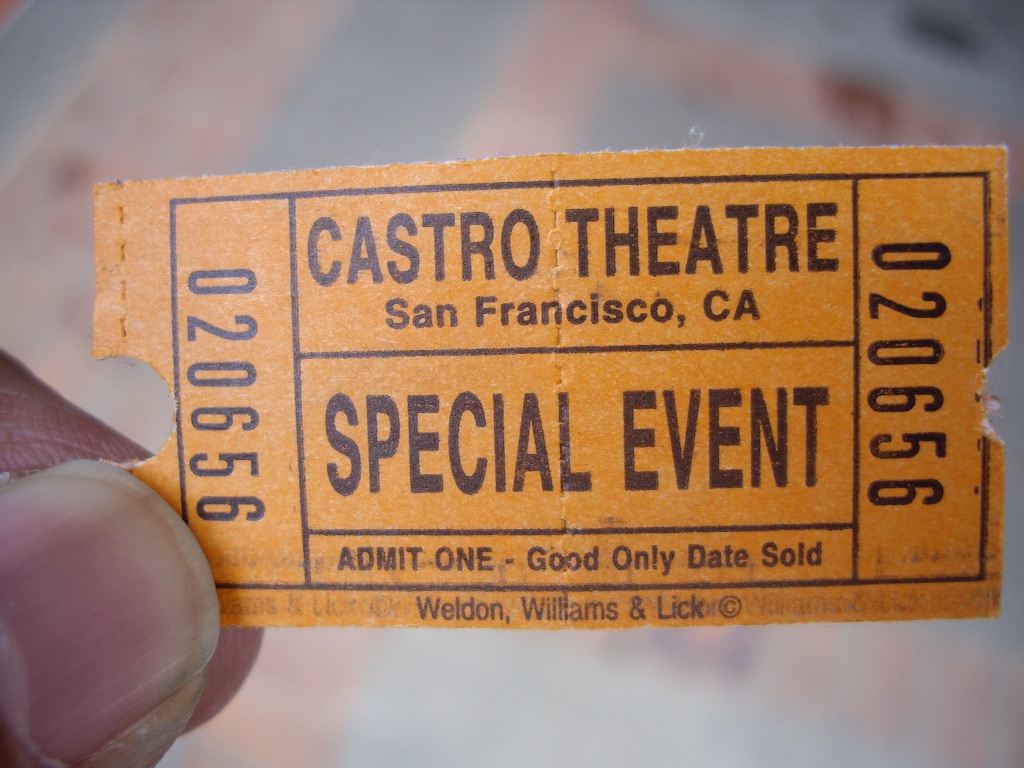 020656
CASTRO THEATRE
San Francisco, CA
SPECIAL EVENT
ADMIT ONE - Good Only Date Sold
Weldon, Williams & Lick©
020656